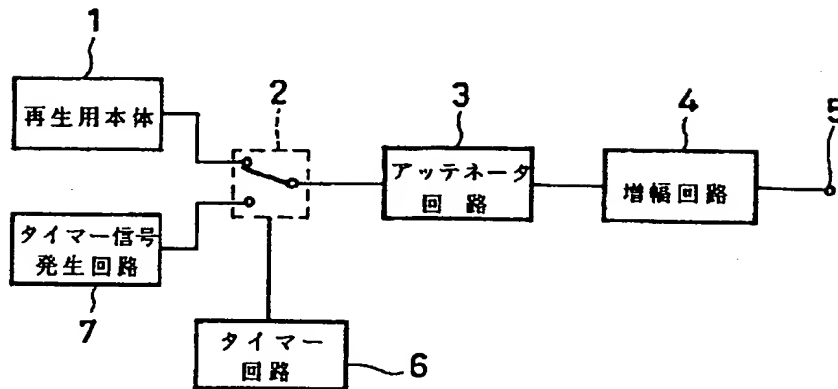 1
再生用本体
2
3
アッテネータ
回路
4
増幅回路
5
タイマー信号
発生回路
7
タイマー
回路
6